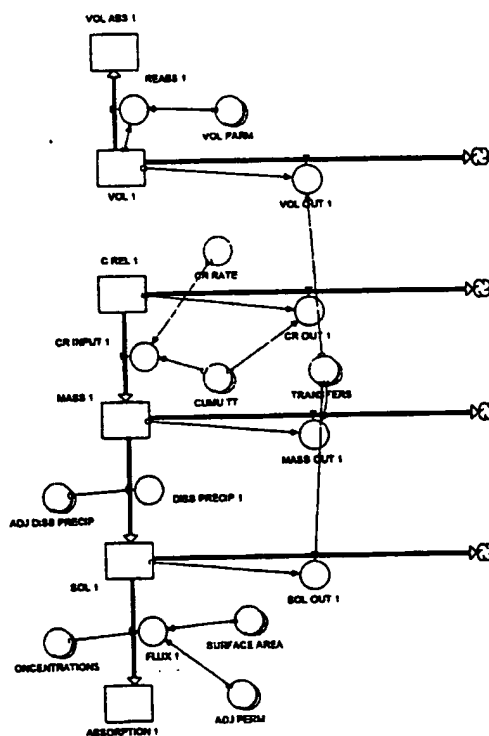 VOL ABS 1
REABS 1
VOL PARM
VOL 1
VOL OUT 1
CR RATE
C REL 1
CR OUT 1
CR INPUT 1
CUMU TT
TRANSFERS
MASS 1
MASS OUT 1
DISS PRECIP 1
ADJ DISS PRECIP
SOL 1
SOL OUT 1
SURFACE AREA
ONCENTRATIONS
FLUX 1
ADJ PERM
ABSORPTION 1